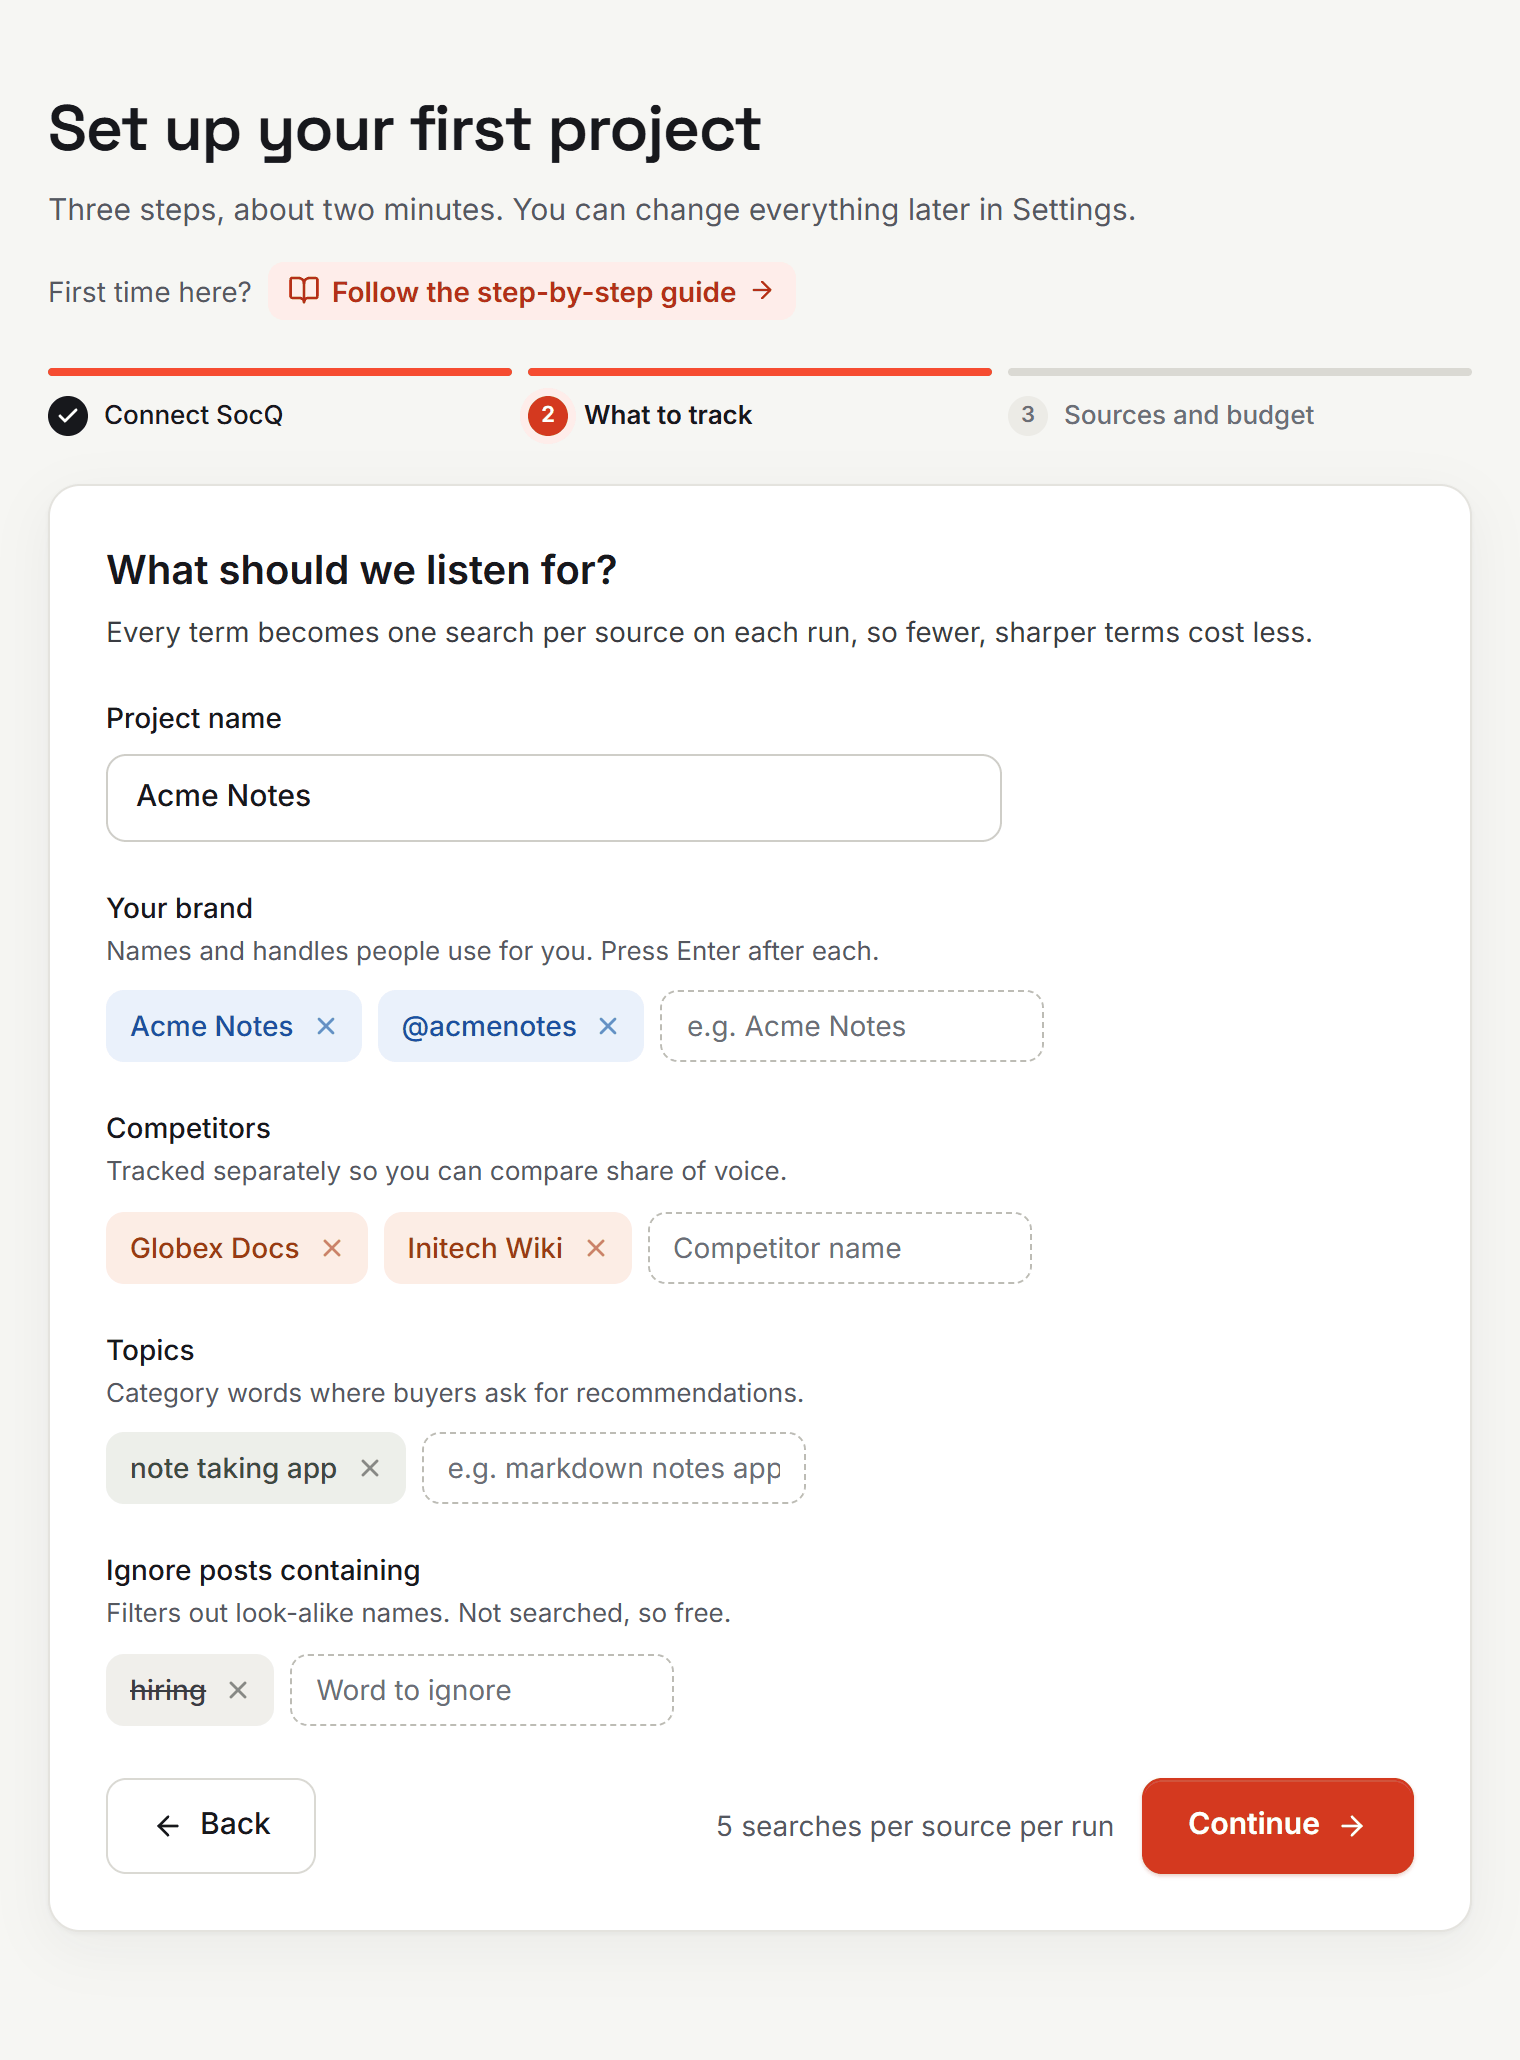 Set up your first project
Three steps, about two minutes. You can change everything later in Settings.
First time here? Follow the step-by-step guide →
Connect SocQ
2 What to track
3 Sources and budget
What should we listen for?
Every term becomes one search per source on each run, so fewer, sharper terms cost less.
Project name
Acme Notes
Your brand
Names and handles people use for you. Press Enter after each.
Acme Notes × @acmenotes × e.g. Acme Notes
Competitors
Tracked separately so you can compare share of voice.
Globex Docs × Initech Wiki × Competitor name
Topics
Category words where buyers ask for recommendations.
note taking app × e.g. markdown notes app
Ignore posts containing
Filters out look-alike names. Not searched, so free.
hiring × Word to ignore
← Back
5 searches per source per run
Continue →